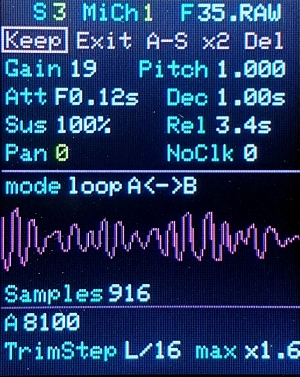 S 3 MiCh 1 F35.RAW
Keep Exit A-S x2 Del
Gain 19 Pitch 1.000
Att F0.12s Dec 1.00s
Sus 100% Rel 3.4s
Pan 0 NoClk 0
mode loop A<->B
Samples 916
A 8100
TrimStep L/16 max x1.6